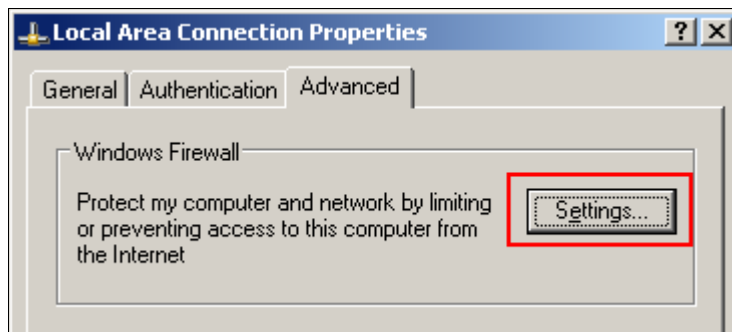 Local Area Connection Properties
General Authentication Advanced
Windows Firewall
Protect my computer and network by limiting
or preventing access to this computer from
the Internet
Settings...